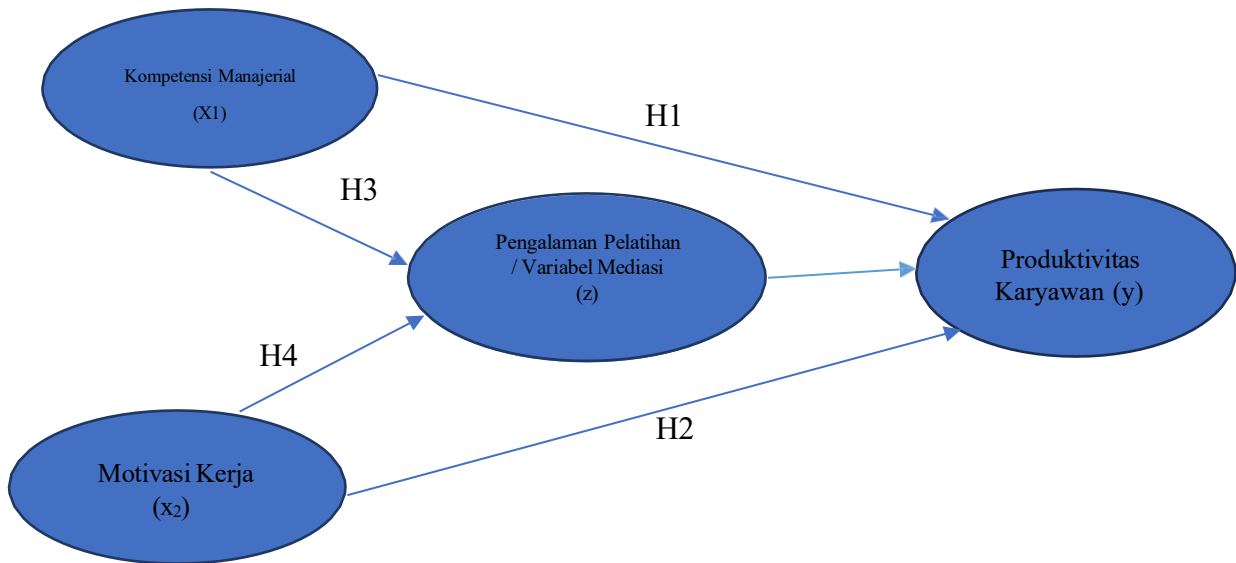 Kompetensi Manajerial
(X1)
H1
H3
Pengalaman Pelatihan
/ Variabel Mediasi
(z)
Produktivitas
Karyawan (y)
H4
H2
Motivasi Kerja
(x₂)